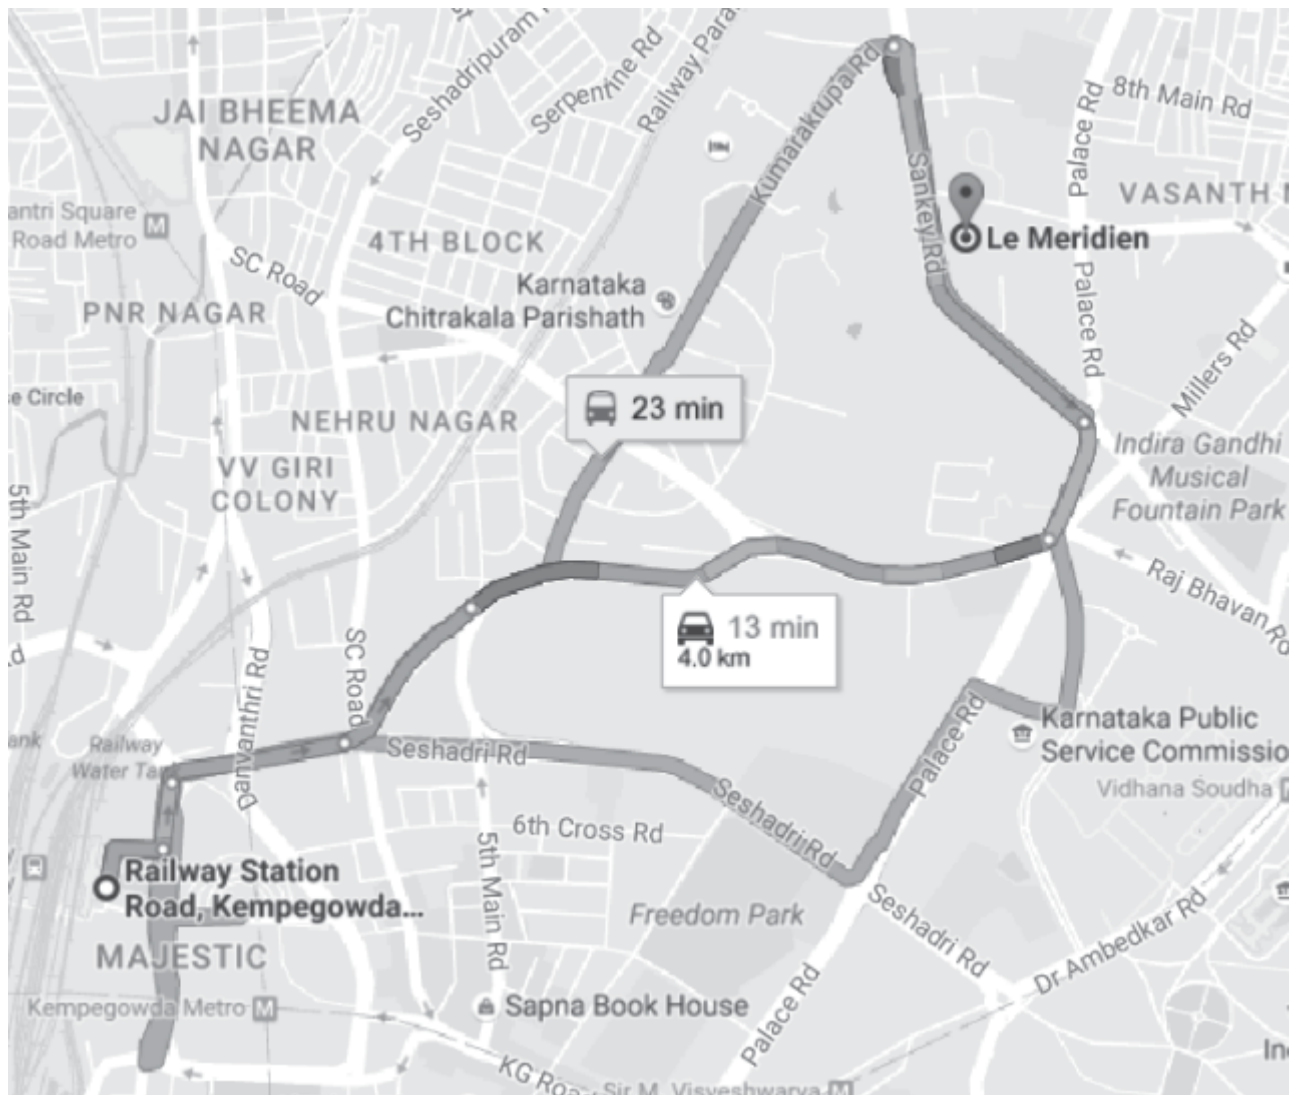 Seshadripuram
Serpentine Rd
Railway Para
Kumarakrupa Rd
8th Main Rd
Palace Rd
JAI BHEEMA
NAGAR
VASANTH
antri Square
Road Metro
M
4TH BLOCK
Sankey Rd
Le Meridien
SC Road
Karnataka
Chitrakala Parishath
PNR NAGAR
Palace Rd
Millers Rd
se Circle
23 min
NEHRU NAGAR
VV GIRI
COLONY
Indira Gandhi
Musical
Fountain Park
5th Main Rd
Raj Bhavan Rd
13 min
4.0 km
SC Road
Danvanthri Rd
Palace Rd
Karnataka Public
Service Commissio
Railway
Water Ta
ank
Seshadri Rd
Seshadri Rd
Vidhana Soudha
6th Cross Rd
5th Main Rd
Railway Station
Road, Kempegowda...
Freedom Park
Seshadri Rd
Dr Ambedkar Rd
MAJESTIC
Kempegowda Metro M
Sapna Book House
Palace Rd
KG Road
Sir M. Visveshwarya M
In